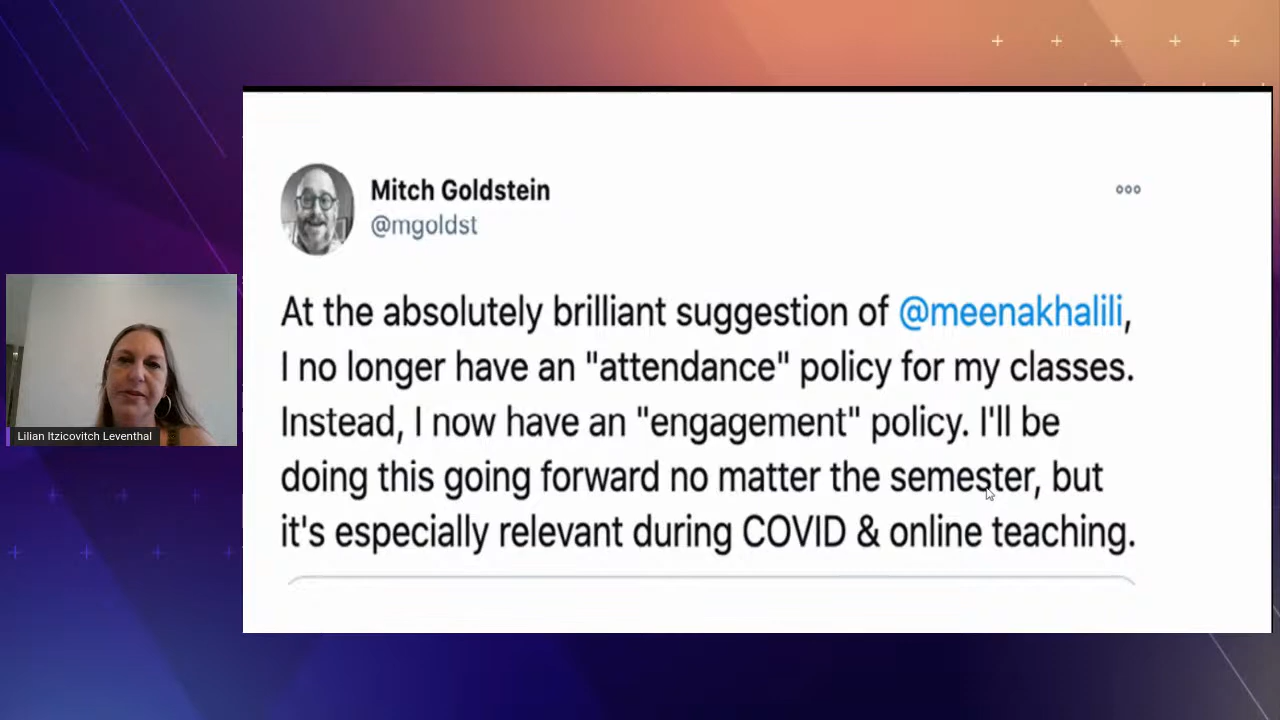 Mitch Goldstein
@mgoldst
At the absolutely brilliant suggestion of @meenakhalili,
I no longer have an "attendance" policy for my classes.
Instead, I now have an "engagement" policy. I'll be
doing this going forward no matter the semester, but
it's especially relevant during COVID & online teaching.
Lilian Itzicovitch Leventhal